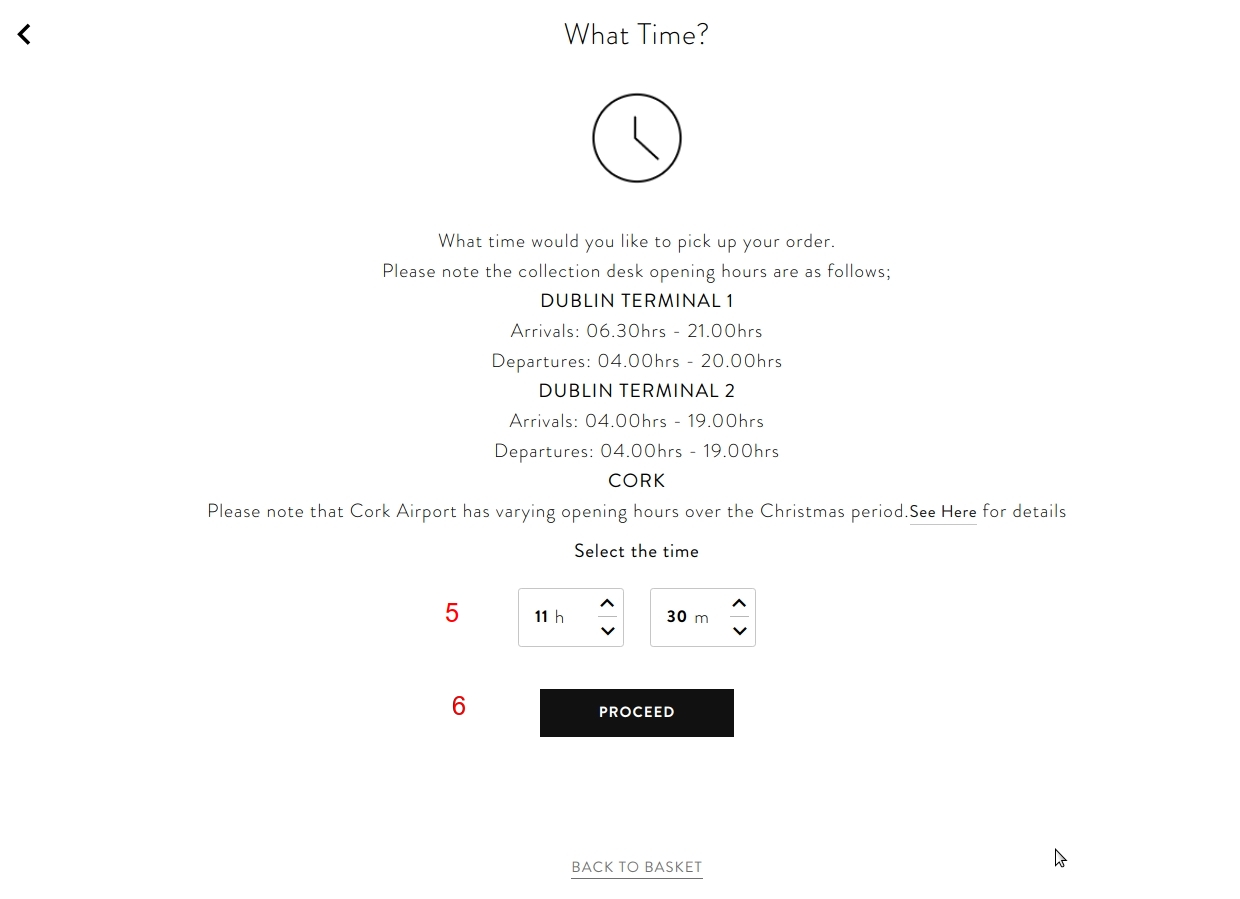 What Time?
What time would you like to pick up your order.
Please note the collection desk opening hours are as follows;
DUBLIN TERMINAL 1
Arrivals: 06.30hrs - 21.00hrs
Departures: 04.00hrs - 20.00hrs
DUBLIN TERMINAL 2
Arrivals: 04.00hrs - 19.00hrs
Departures: 04.00hrs - 19.00hrs
CORK
Please note that Cork Airport has varying opening hours over the Christmas period.See Here for details
Select the time
5 11 h 30 m
6 PROCEED
BACK TO BASKET